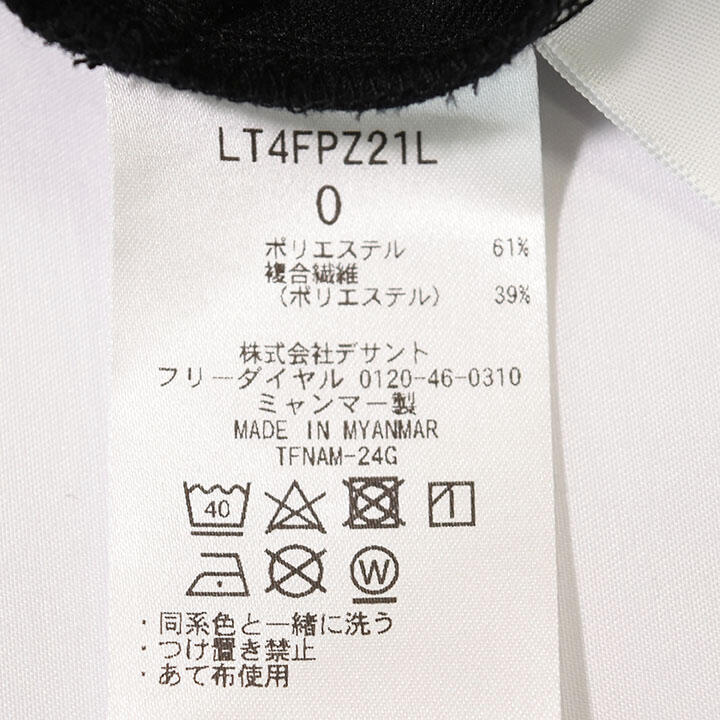 LT4FPZ21L
0
ポリエステル 61%
複合繊維
(ポリエステル) 39%
株式会社デサント
フリーダイヤル 0120-46-0310
ミャンマー製
MADE IN MYANMAR
TFNAM-24G
40
W
・同系色と一緒に洗う
・つけ置き禁止
・あて布使用